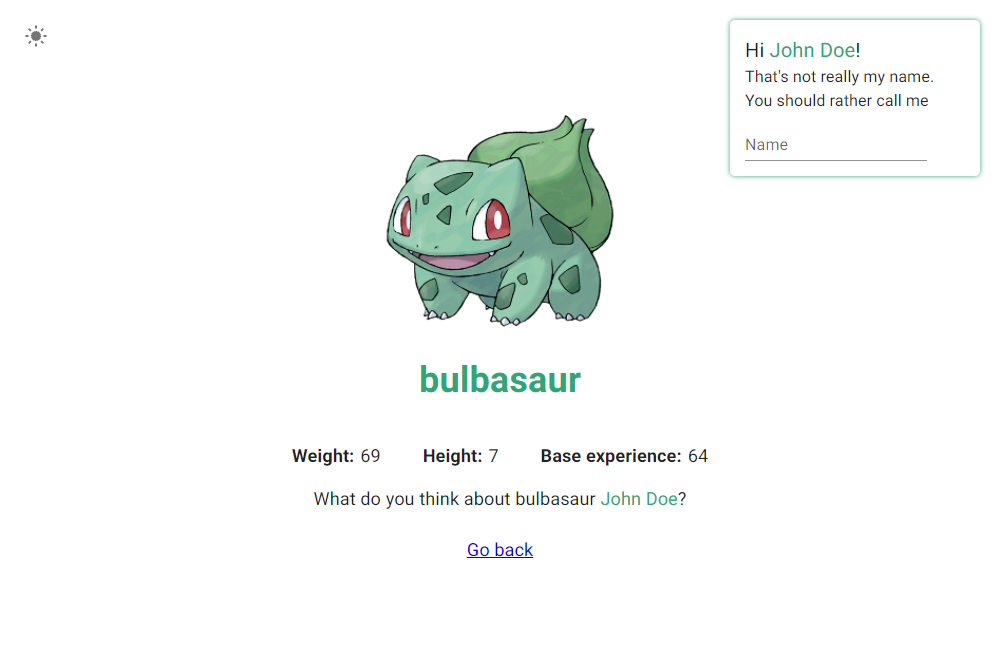 Hi John Doe!
That's not really my name.
You should rather call me
Name
bulbasaur
Weight: 69 Height: 7 Base experience: 64
What do you think about bulbasaur John Doe?
Go back